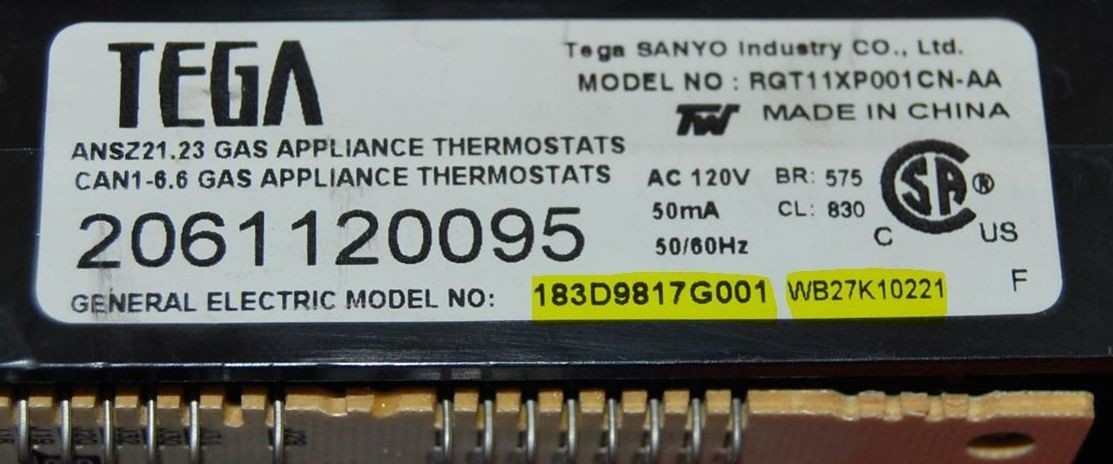 TEGA
Tega SANYO Industry CO., Ltd.
MODEL NO : RGT11XP001CN-AA
TW MADE IN CHINA
ANSZ21.23 GAS APPLIANCE THERMOSTATS
CAN1-6.6 GAS APPLIANCE THERMOSTATS
AC 120V BR: 575
50mA CL: 830
50/60Hz
C SA® US
2061120095
GENERAL ELECTRIC MODEL NO: 183D9817G001 WB27K10221 F